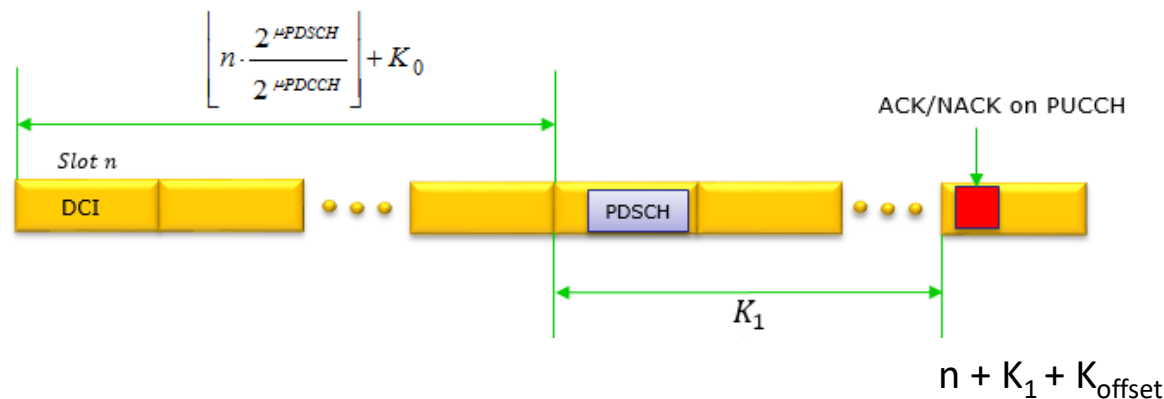 ⌊n · 2^μPDSCH / 2^μPDCCH⌋ + K₀
ACK/NACK on PUCCH
Slot n
DCI
PDSCH
K₁
n + K₁ + Koffset